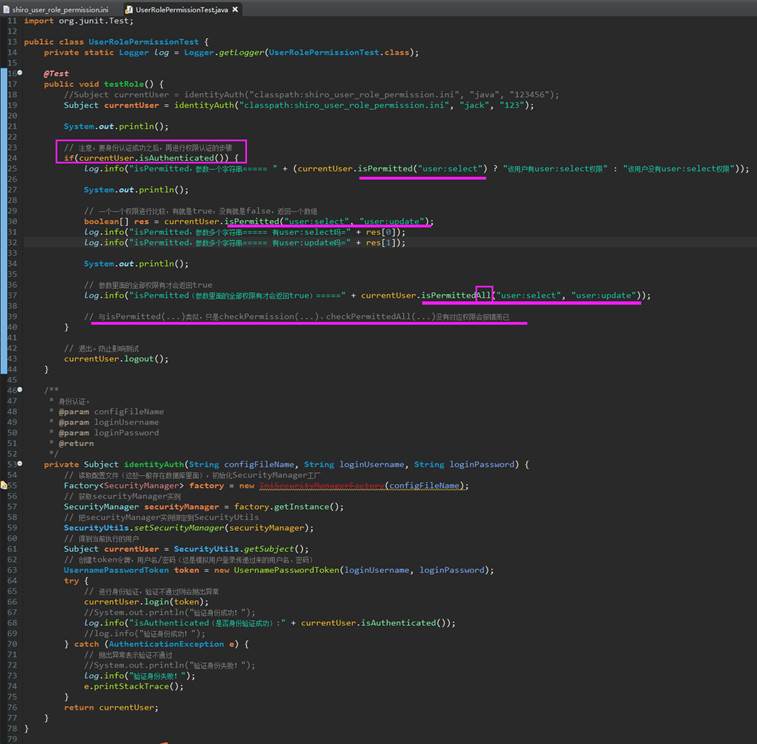 shiro_user_role_permission.ini UserRolePermissionTest.java
11 import org.junit.Test;
12
13 public class UserRolePermissionTest {
14 private static Logger log = Logger.getLogger(UserRolePermissionTest.class);
15
16 @Test
17 public void testRole() {
18 //Subject currentUser = identityAuth("classpath:shiro_user_role_permission.ini", "java", "123456");
19 Subject currentUser = identityAuth("classpath:shiro_user_role_permission.ini", "jack", "123");
20
21 System.out.println();
22
23 // 注意，要身份认证成功之后，再进行权限认证的步骤
24 if(currentUser.isAuthenticated()) {
25 log.info("isPermitted，参数一个字符串===== " + (currentUser.isPermitted("user:select") ? "该用户有user:select权限" : "该用户没有user:select权限"));
26
27 System.out.println();
28
29 // 一个一个权限进行比较，有就是true，没有就是false，返回一个数组
30 boolean[] res = currentUser.isPermitted("user:select", "user:update");
31 log.info("isPermitted，参数多个字符串===== 有user:select吗=" + res[0]);
32 log.info("isPermitted，参数多个字符串===== 有user:update吗=" + res[1]);
33
34 System.out.println();
35
36 // 参数里面的全部权限有才会返回true
37 log.info("isPermitted（参数里面的全部权限有才会返回true）=====" + currentUser.isPermittedAll("user:select", "user:update"));
38
39 // 与isPermitted(...)类似，只是checkPermission(...)，checkPermittedAll(...)没有对应权限会报错而已
40 }
41
42 // 退出，防止影响测试
43 currentUser.logout();
44 }
45
46 /**
47 * 身份认证，
48 * @param configFileName
49 * @param loginUsername
50 * @param loginPassword
51 * @return
52 */
53 private Subject identityAuth(String configFileName, String loginUsername, String loginPassword) {
54 // 读取配置文件（这些一般存在数据库里面），初始化SecurityManager工厂
55 Factory<SecurityManager> factory = new IniSecurityManagerFactory(configFileName);
56 // 获取securityManager实例
57 SecurityManager securityManager = factory.getInstance();
58 // 把securityManager实例绑定到SecurityUtils
59 SecurityUtils.setSecurityManager(securityManager);
60 // 得到当前执行的用户
61 Subject currentUser = SecurityUtils.getSubject();
62 // 创建token令牌，用户名/密码（这是模拟用户登录传递过来的用户名，密码）
63 UsernamePasswordToken token = new UsernamePasswordToken(loginUsername, loginPassword);
64 try {
65 // 进行身份验证，验证不通过则会抛出异常
66 currentUser.login(token);
67 //System.out.println("验证身份成功！");
68 log.info("isAuthenticated（是否身份验证成功）:" + currentUser.isAuthenticated());
69 //log.info("验证身份成功！");
70 } catch (AuthenticationException e) {
71 // 抛出异常表示验证不通过
72 //System.out.println("验证身份失败！");
73 log.info("验证身份失败！");
74 e.printStackTrace();
75 }
76 return currentUser;
77 }
78 }
79